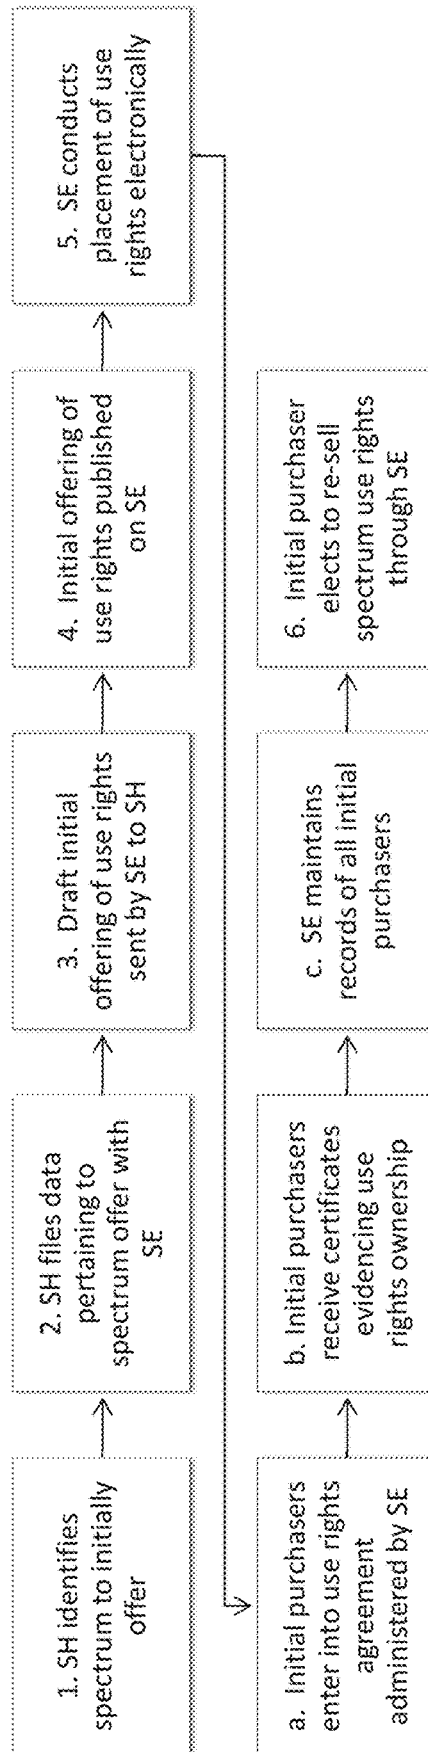 1. SH identifies
spectrum to initially
offer
2. SH files data
pertaining to
spectrum offer with
SE
3. Draft initial
offering of use rights
sent by SE to SH
4. Initial offering of
use rights published
on SE
5. SE conducts
placement of use
rights electronically
a. Initial purchasers
enter into use rights
agreement
administered by SE
b. Initial purchasers
receive certificates
evidencing use
rights ownership
c. SE maintains
records of all initial
purchasers
6. Initial purchaser
elects to re-sell
spectrum use rights
through SE